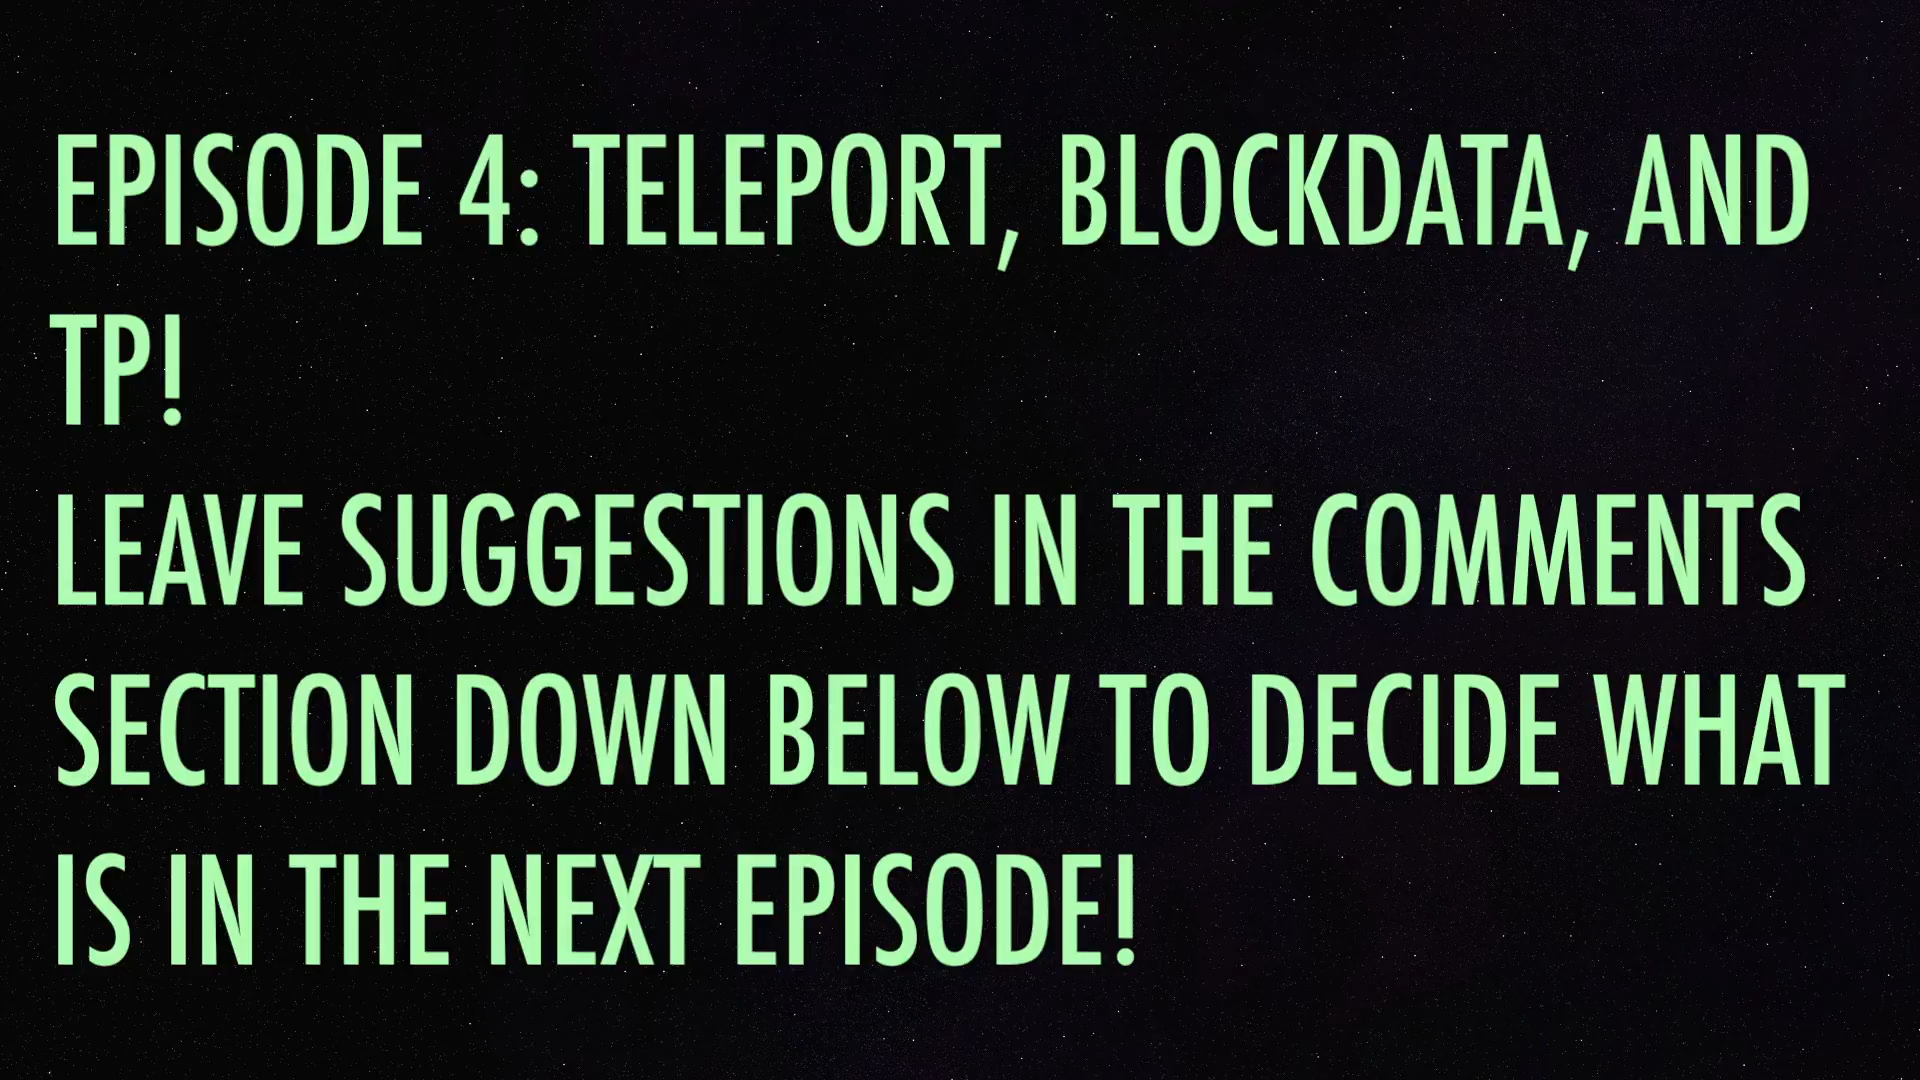 EPISODE 4: TELEPORT, BLOCKDATA, AND
TP!
LEAVE SUGGESTIONS IN THE COMMENTS
SECTION DOWN BELOW TO DECIDE WHAT
IS IN THE NEXT EPISODE!